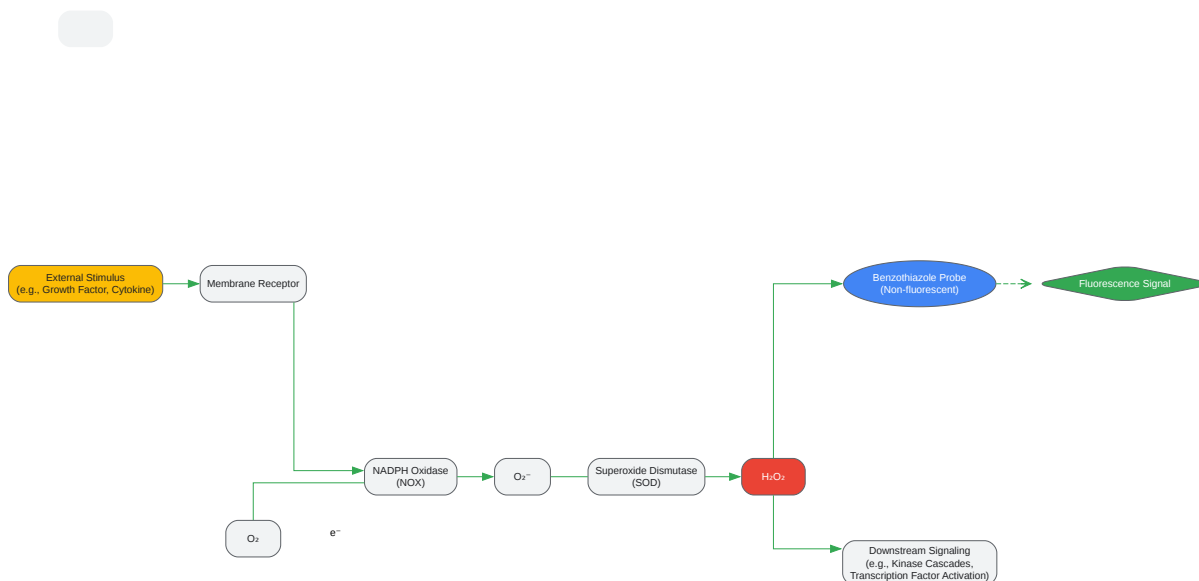 External Stimulus
(e.g., Growth Factor, Cytokine)
Membrane Receptor
Benzothiazole Probe
(Non-fluorescent)
Fluorescence Signal
NADPH Oxidase
(NOX)
O₂⁻
Superoxide Dismutase
(SOD)
H₂O₂
O₂
e⁻
Downstream Signaling
(e.g., Kinase Cascades,
Transcription Factor Activation)